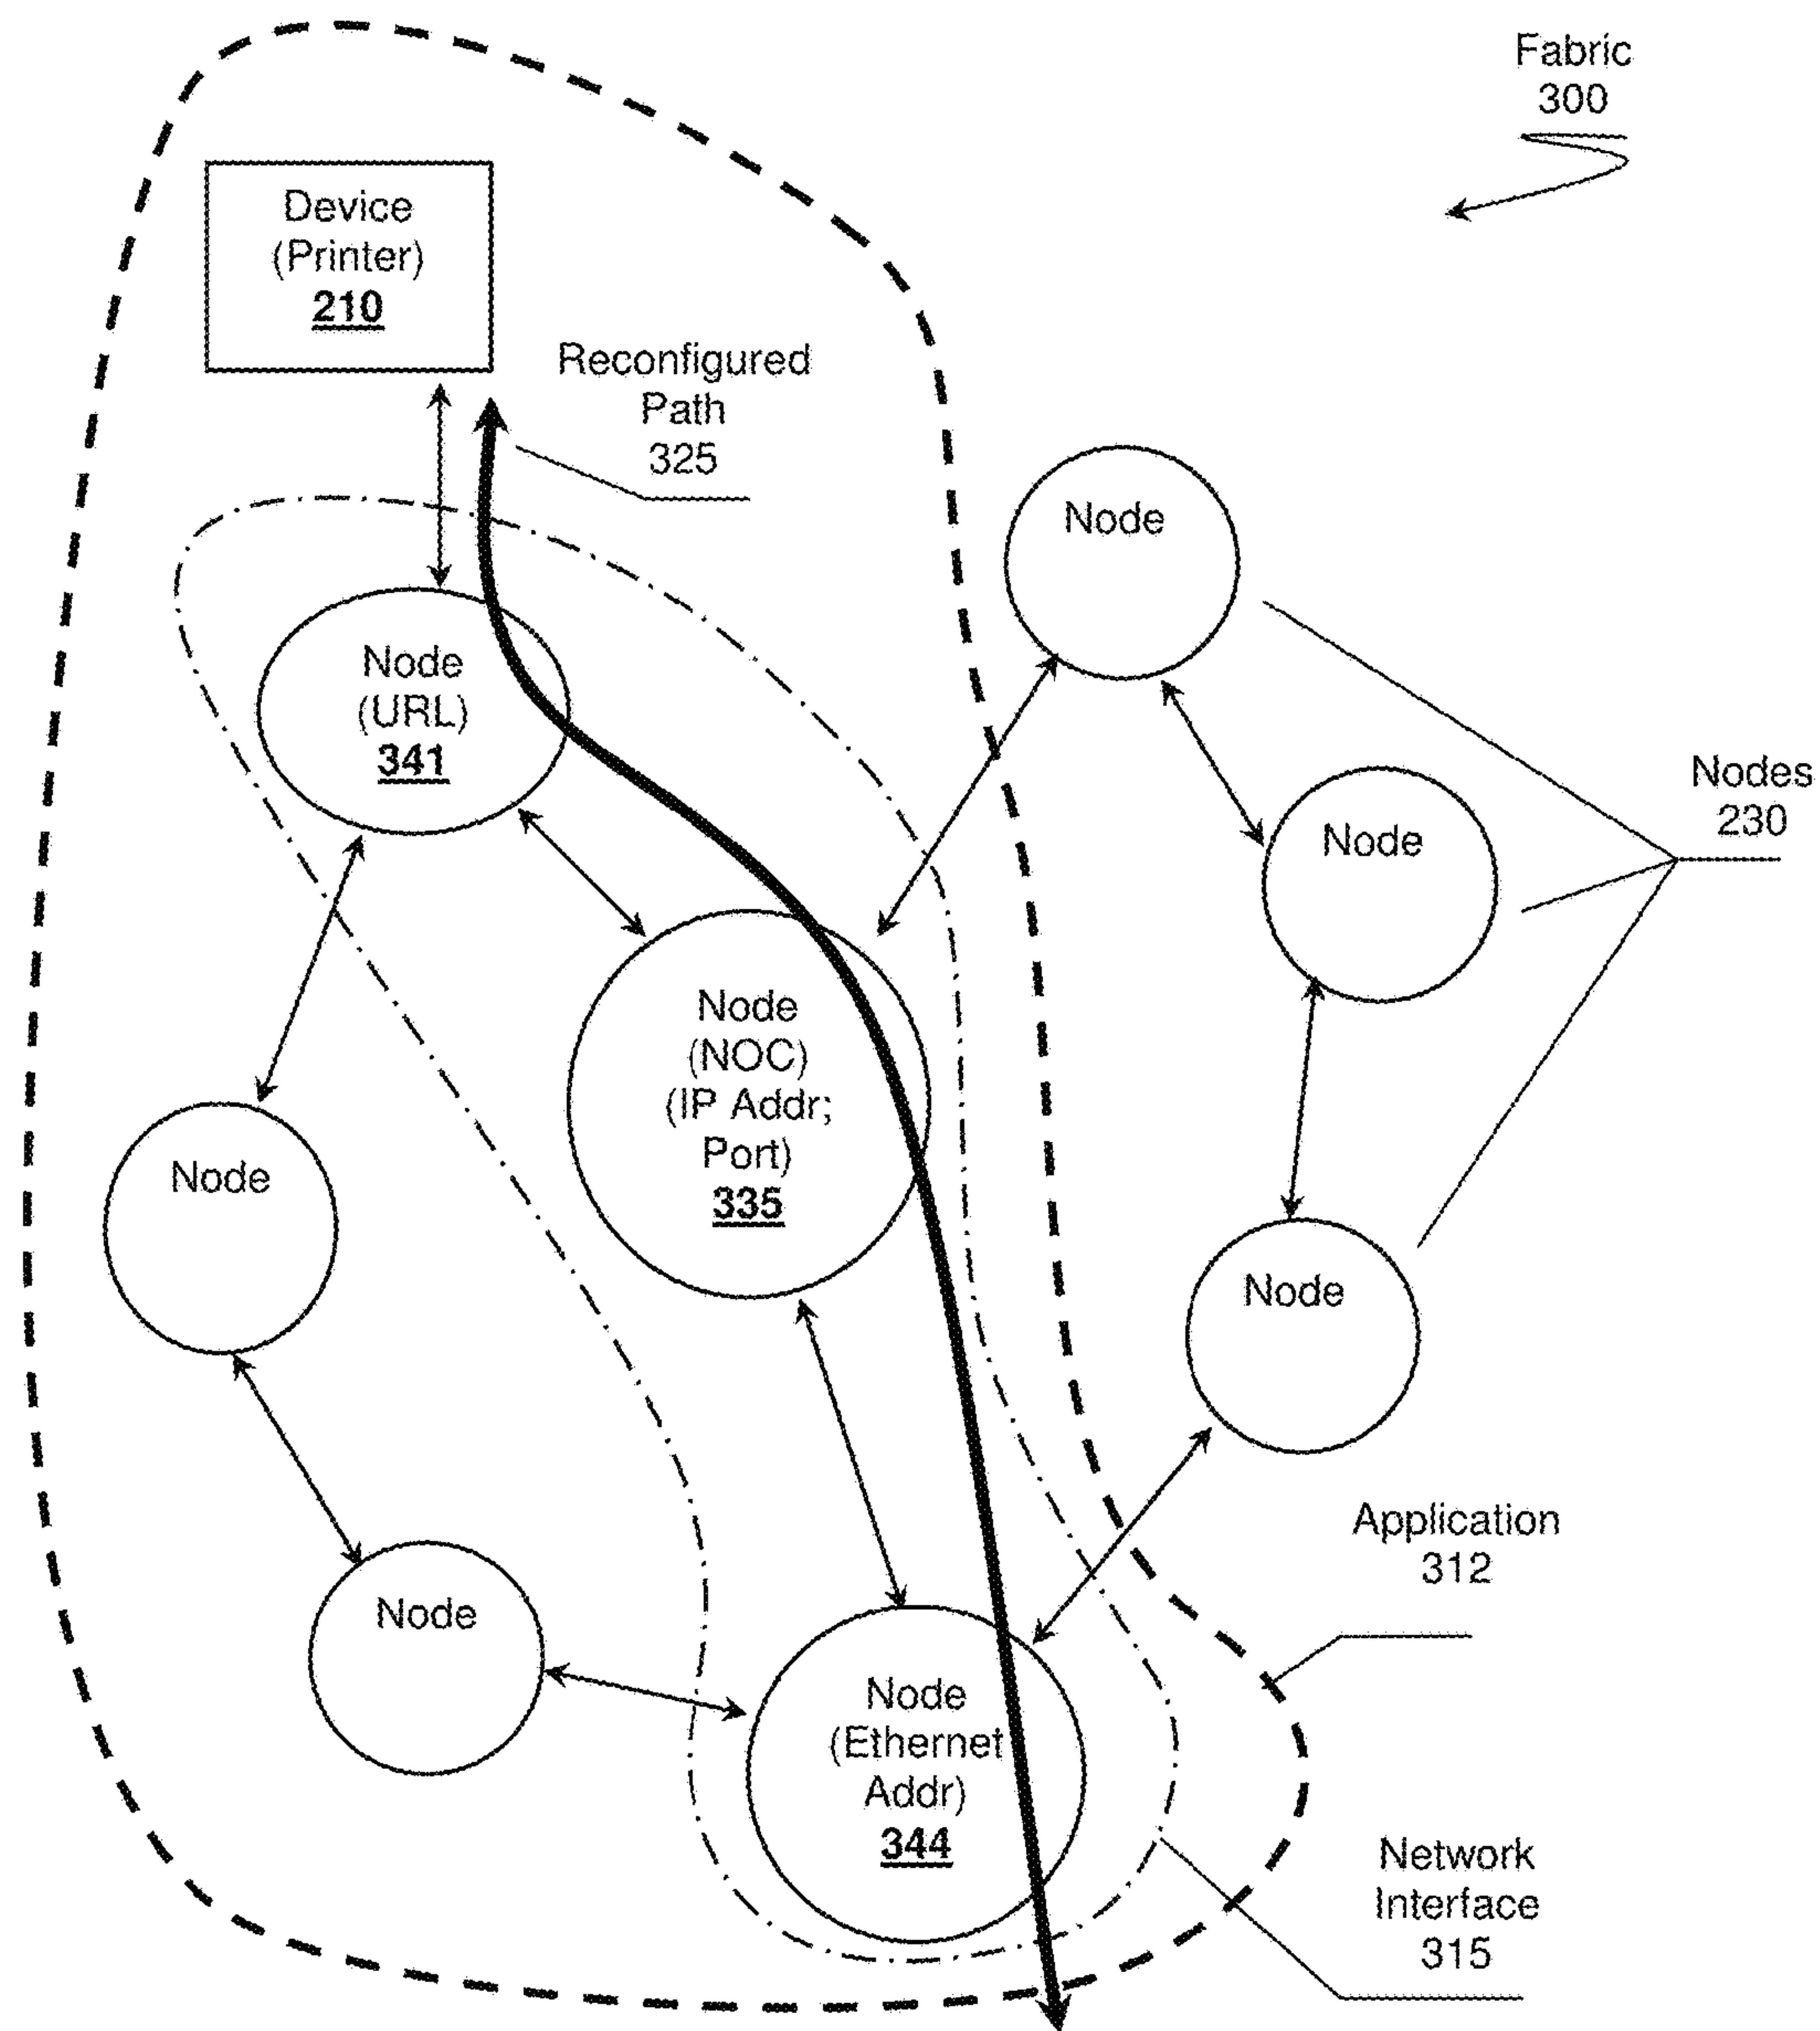 Fabric
300
Device
(Printer)
210
Reconfigured
Path
325
Node
Node
(URL)
341
Nodes
230
Node
Node
(NOC)
(IP Addr;
Port)
335
Node
Node
Application
312
Node
Node
(Ethernet
Addr)
344
Network
Interface
315